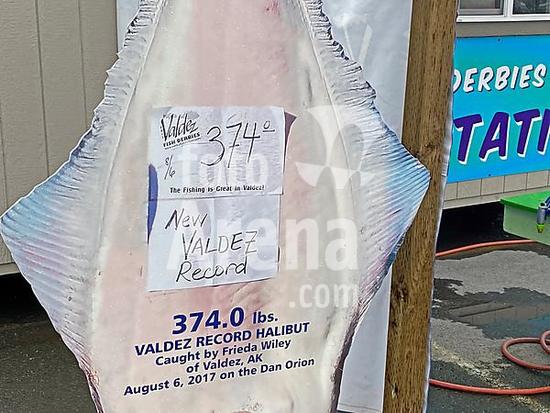 Valdez
FISH DERBIES
8/6
374.0
The Fishing is Great in Valdez!
New
VALDEZ
Record
374.0 lbs.
VALDEZ RECORD HALIBUT
Caught by Frieda Wiley
of Valdez, AK
August 6, 2017 on the Dan Orion
DERBIES
TATI
Arena
.com